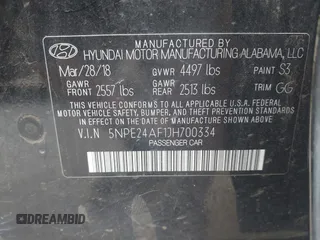 MANUFACTURED BY
HYUNDAI MOTOR MANUFACTURING ALABAMA, LLC
Mar/28/18 GVWR 4497 lbs PAINT S3
GAWR FRONT 2557 lbs GAWR REAR 2513 lbs TRIM GG
THIS VEHICLE CONFORMS TO ALL APPLICABLE U.S. FEDERAL MOTOR
VEHICLE SAFETY, BUMPER, AND THEFT PREVENTION STANDARDS
IN EFFECT ON THE DATE OF MANUFACTURE SHOWN ABOVE.
V.I.N 5NPE24AF1JH700334
PASSENGER CAR
DREAMBID